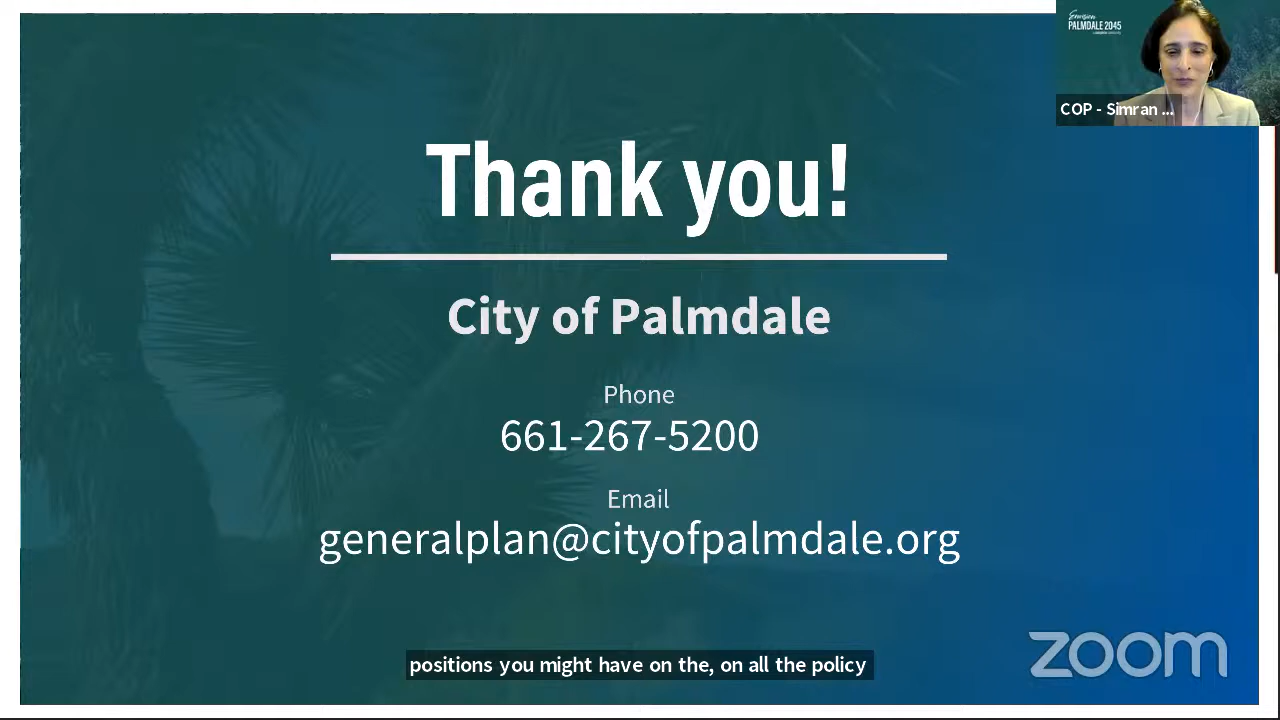 Envision
PALMDALE 2045
COP - Simran ...
Thank you!
City of Palmdale
Phone
661-267-5200
Email
generalplan@cityofpalmdale.org
positions you might have on the, on all the policy
zoom